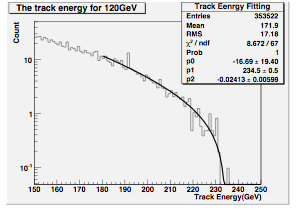 The track energy for 120GeV
Track Eenrgy Fitting
Entries 353522
Mean 171.9
RMS 17.18
χ² / ndf 8.672 / 67
Prob 1
p0 -16.69 ± 19.40
p1 234.5 ± 0.5
p2 -0.02413 ± 0.00599
Count
10
1
10⁻¹
150 160 170 180 190 200 210 220 230 240 250
Track Energy(GeV)